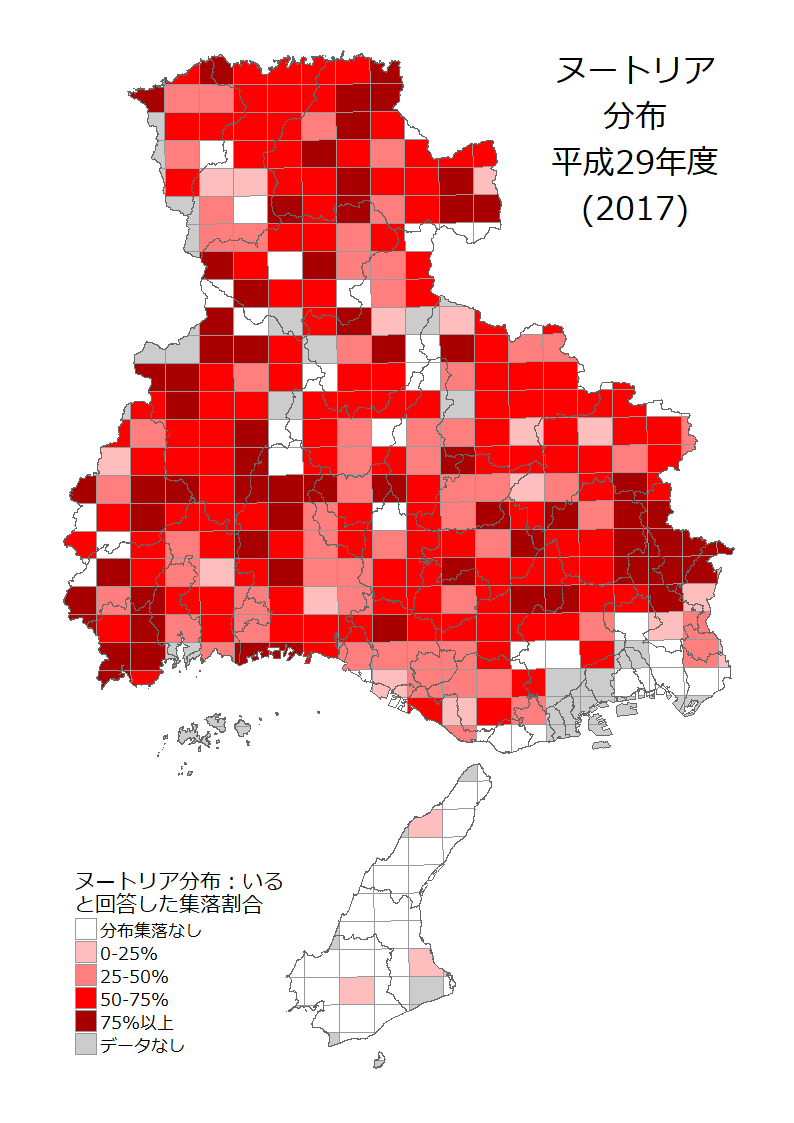 ヌートリア
分布
平成29年度
(2017)
ヌートリア分布：いる
と回答した集落割合
分布集落なし
0-25%
25-50%
50-75%
75%以上
データなし